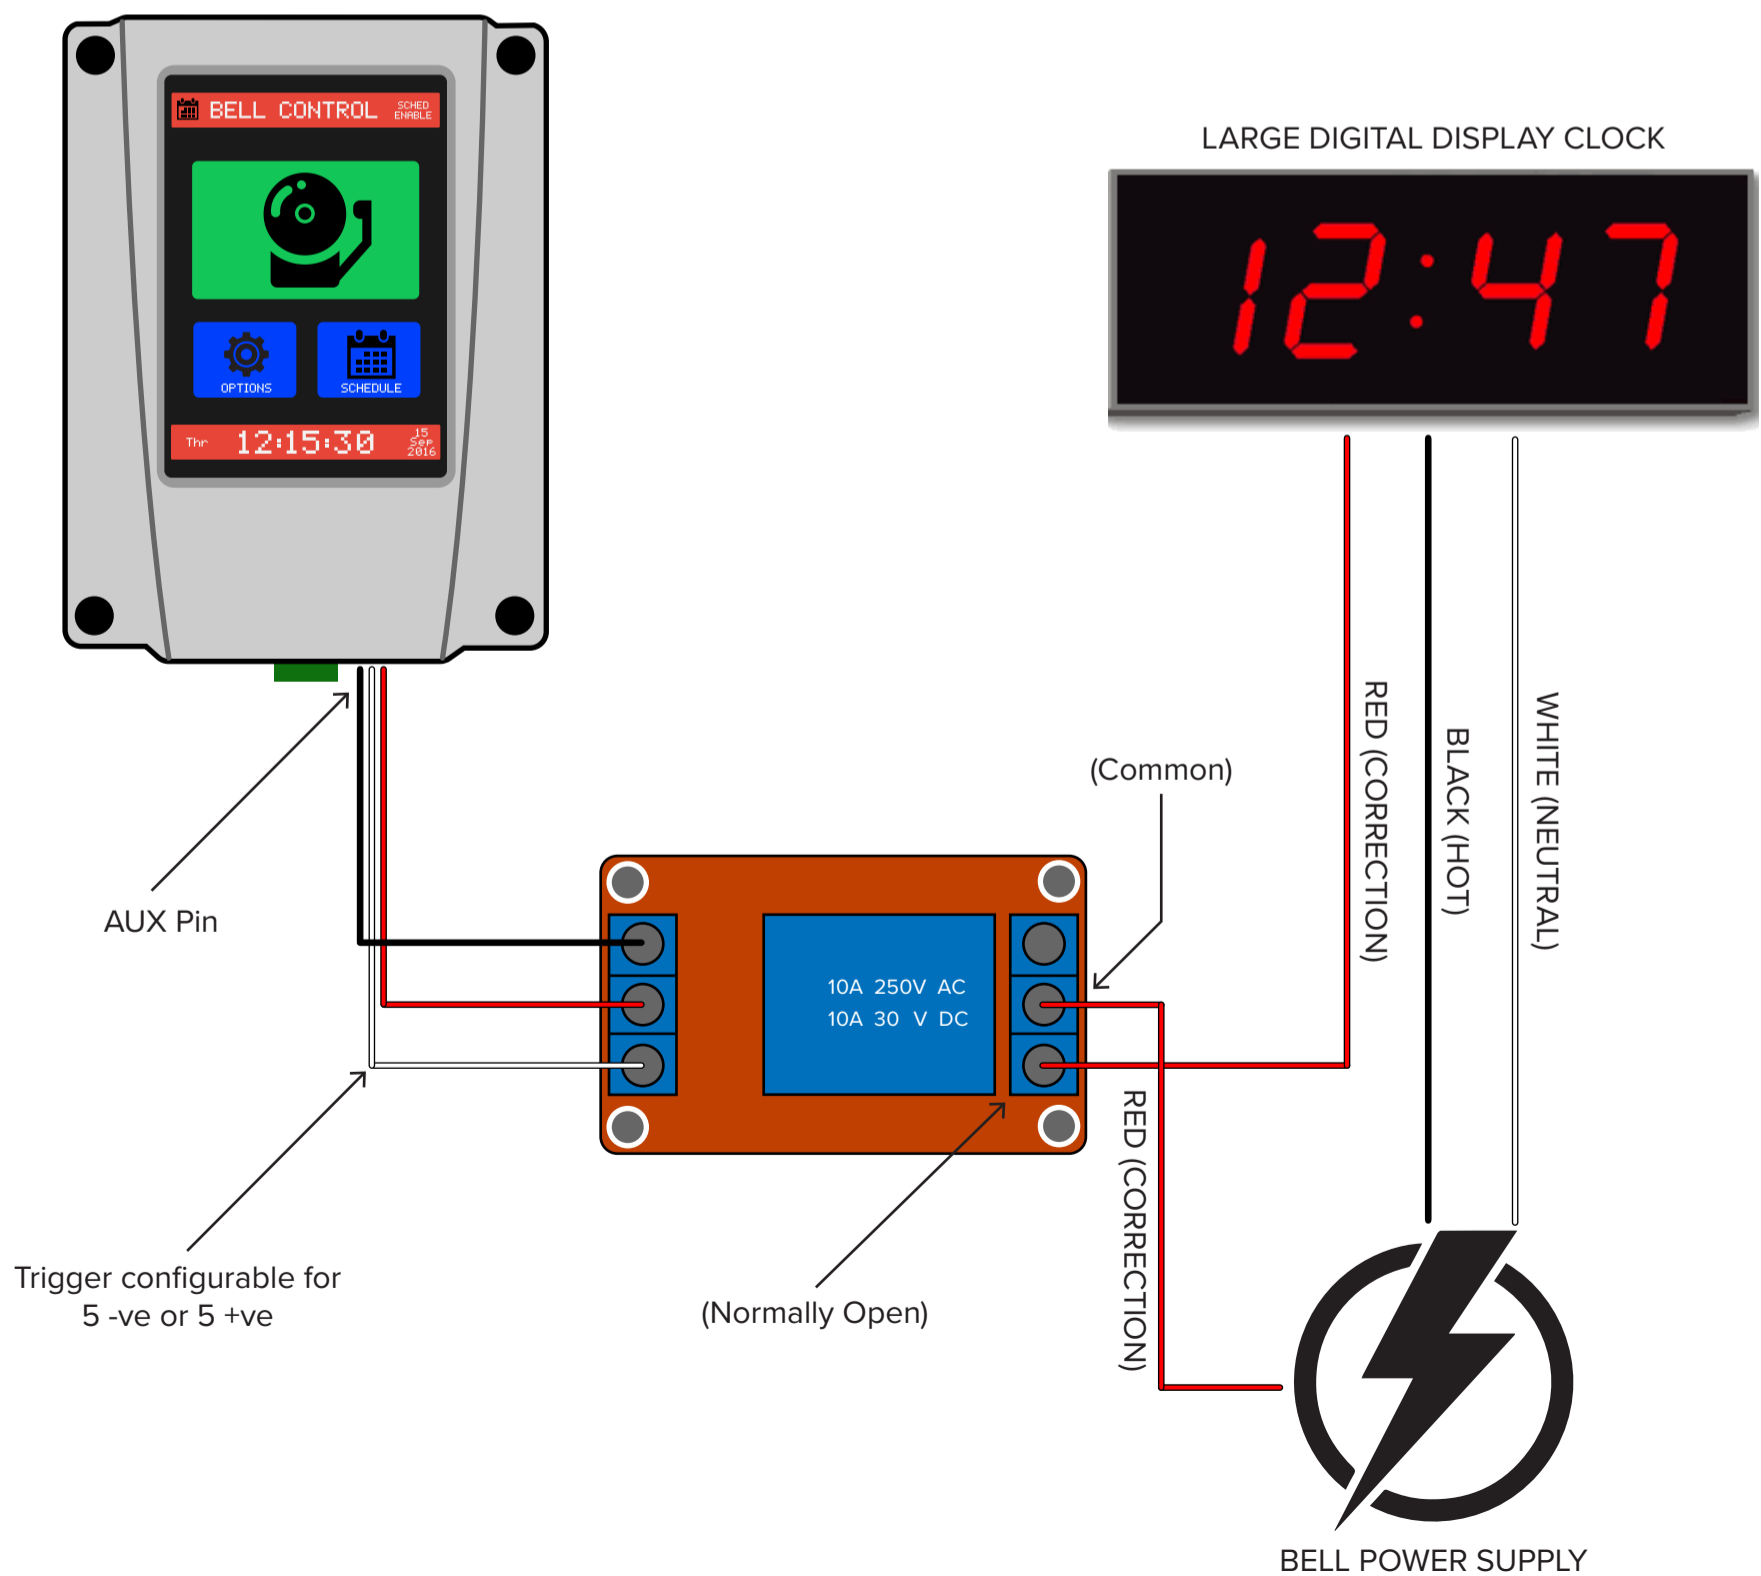 BELL CONTROL
SCHED
ENABLE
OPTIONS
SCHEDULE
Thr
12:15:30
15
Sep
2016
LARGE DIGITAL DISPLAY CLOCK
12:47
RED (CORRECTION)
BLACK (HOT)
WHITE (NEUTRAL)
(Common)
AUX Pin
10A 250V AC
10A 30 V DC
RED (CORRECTION)
Trigger configurable for
5 -ve or 5 +ve
(Normally Open)
BELL POWER SUPPLY